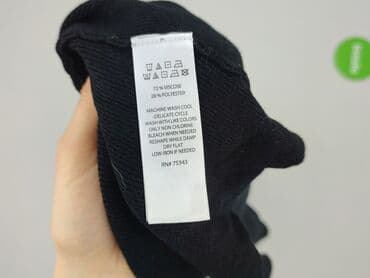 72 % VISCOSE
28 % POLYESTER
MACHINE WASH COOL
DELICATE CYCLE
WASH WITH LIKE COLORS
ONLY NON CHLORINE
BLEACH WHEN NEEDED
RESHAPE WHILE DAMP
DRY FLAT
LOW IRON IF NEEDED
RN# 75343